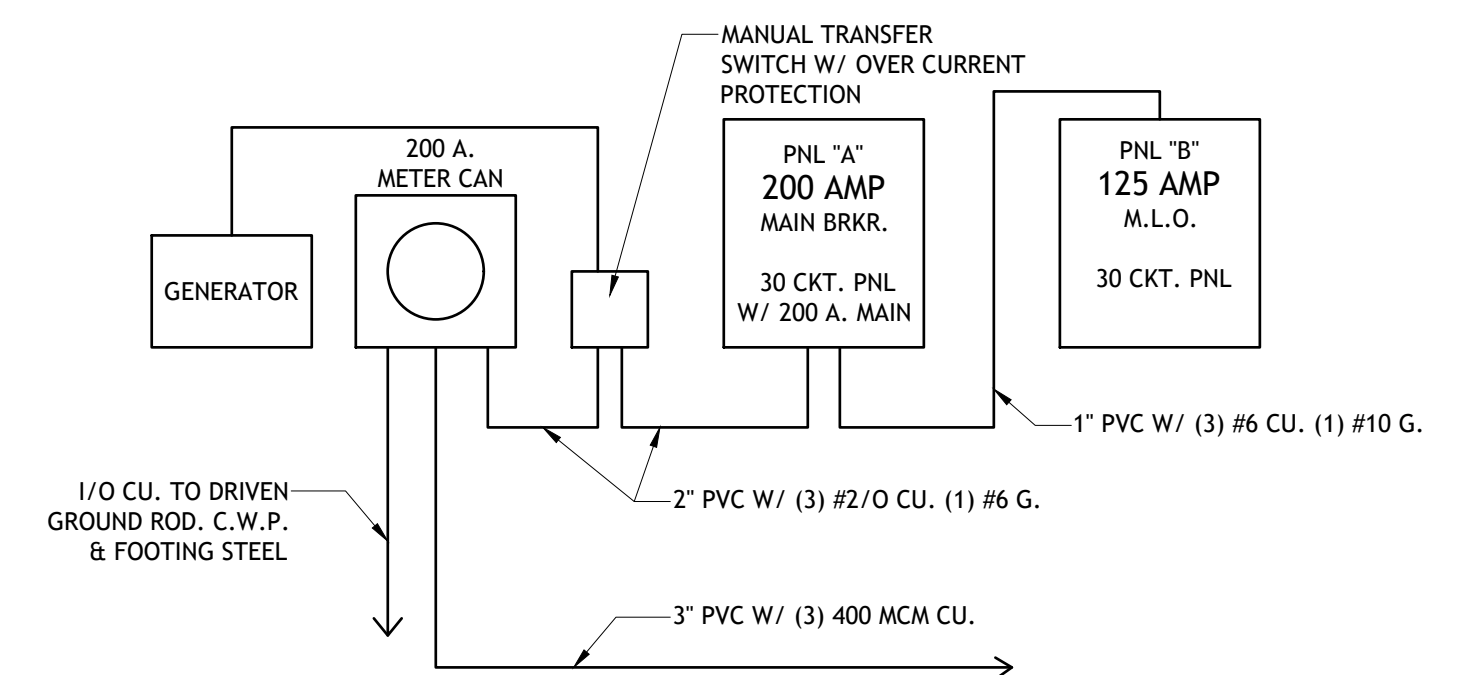 MANUAL TRANSFER
SWITCH W/ OVER CURRENT
PROTECTION
200 A.
METER CAN
GENERATOR
PNL "A"
200 AMP
MAIN BRKR.
30 CKT. PNL
W/ 200 A. MAIN
PNL "B"
125 AMP
M.L.O.
30 CKT. PNL
1" PVC W/ (3) #6 CU. (1) #10 G.
2" PVC W/ (3) #2/O CU. (1) #6 G.
I/O CU. TO DRIVEN
GROUND ROD. C.W.P.
& FOOTING STEEL
3" PVC W/ (3) 400 MCM CU.